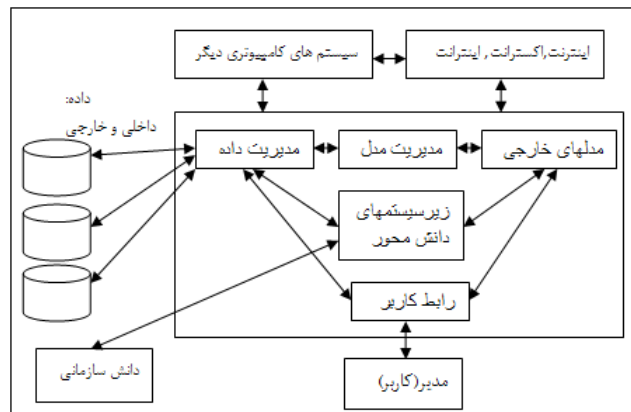 اینترنت,اکسترانت , اینترانت
سیستم های کامپیوتری دیگر
داده:
داخلی و خارجی
مدلهای خارجی
مدیریت مدل
مدیریت داده
زیرسیستمهای
دانش محور
رابط کاربر
دانش سازمانی
مدیر(کاربر)